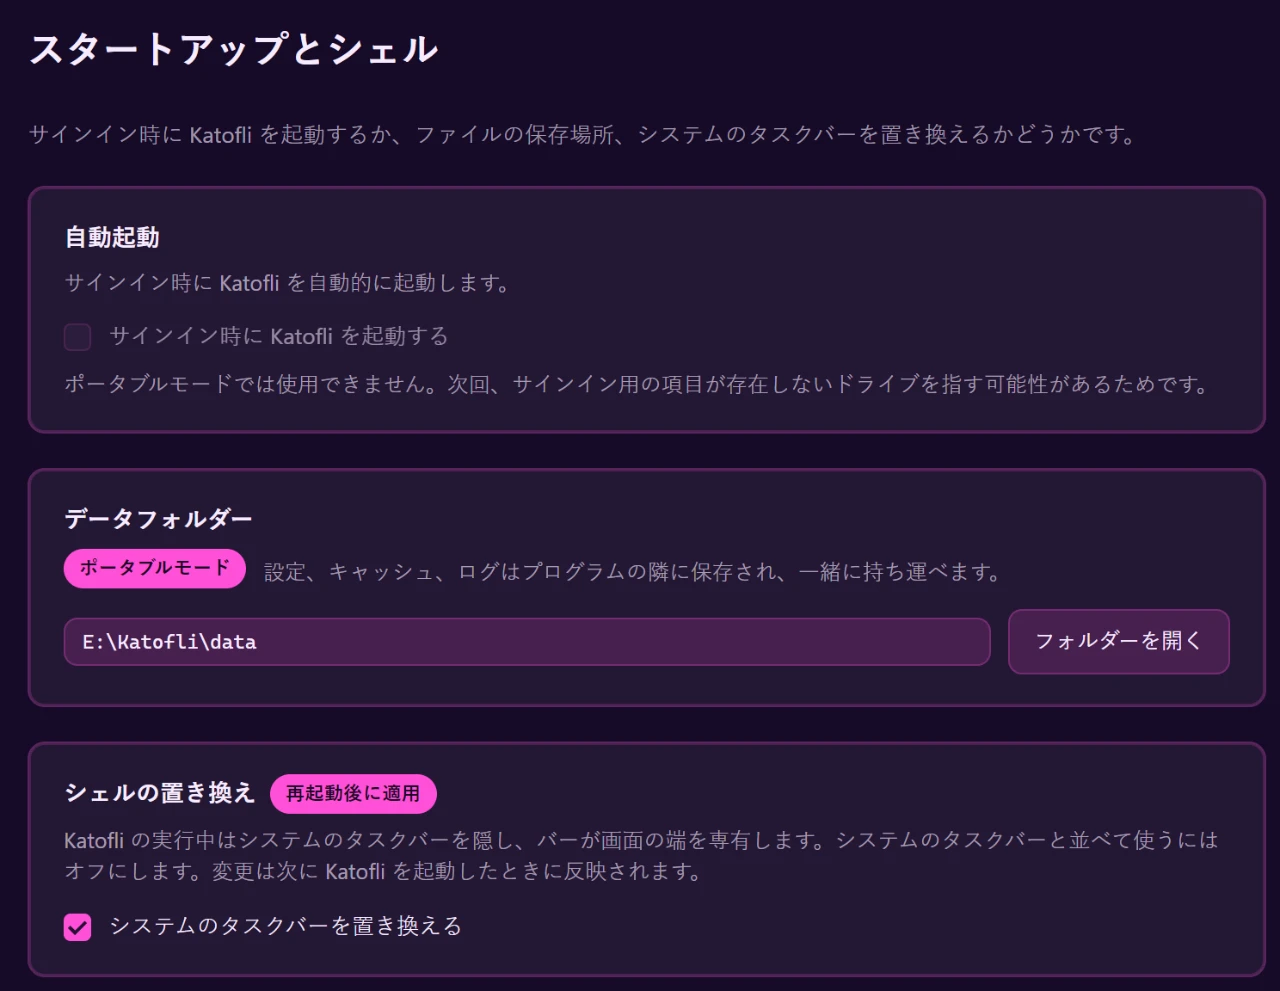 スタートアップとシェル
サインイン時に Katofli を起動するか、ファイルの保存場所、システムのタスクバーを置き換えるかどうかです。
自動起動
サインイン時に Katofli を自動的に起動します。
サインイン時に Katofli を起動する
ポータブルモードでは使用できません。次回、サインイン用の項目が存在しないドライブを指す可能性があるためです。
データフォルダー
ポータブルモード 設定、キャッシュ、ログはプログラムの隣に保存され、一緒に持ち運べます。
E:\Katofli\data フォルダーを開く
シェルの置き換え 再起動後に適用
Katofli の実行中はシステムのタスクバーを隠し、バーが画面の端を専有します。システムのタスクバーと並べて使うには
オフにします。変更は次に Katofli を起動したときに反映されます。
システムのタスクバーを置き換える